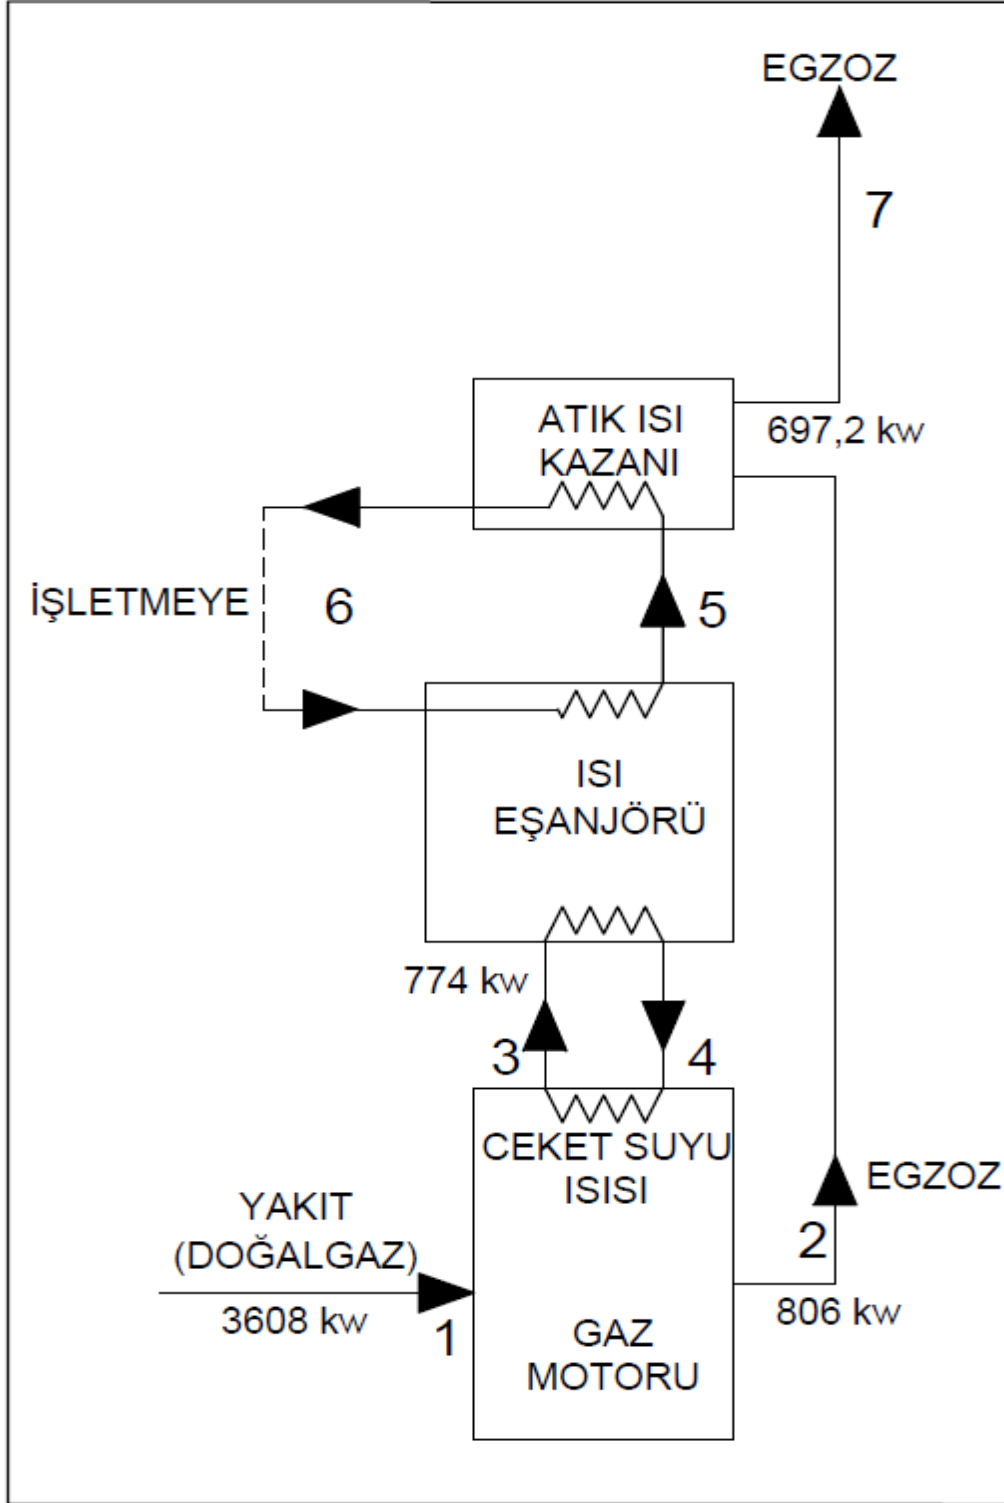 EGZOZ
7
ATIK ISI
KAZANI
697,2 kw
İŞLETMEYE
6
5
ISI
EŞANJÖRÜ
774 kw
3
4
CEKET SUYU
ISISI
EGZOZ
2
YAKIT
(DOĞALGAZ)
3608 kw
1
806 kw
GAZ
MOTORU